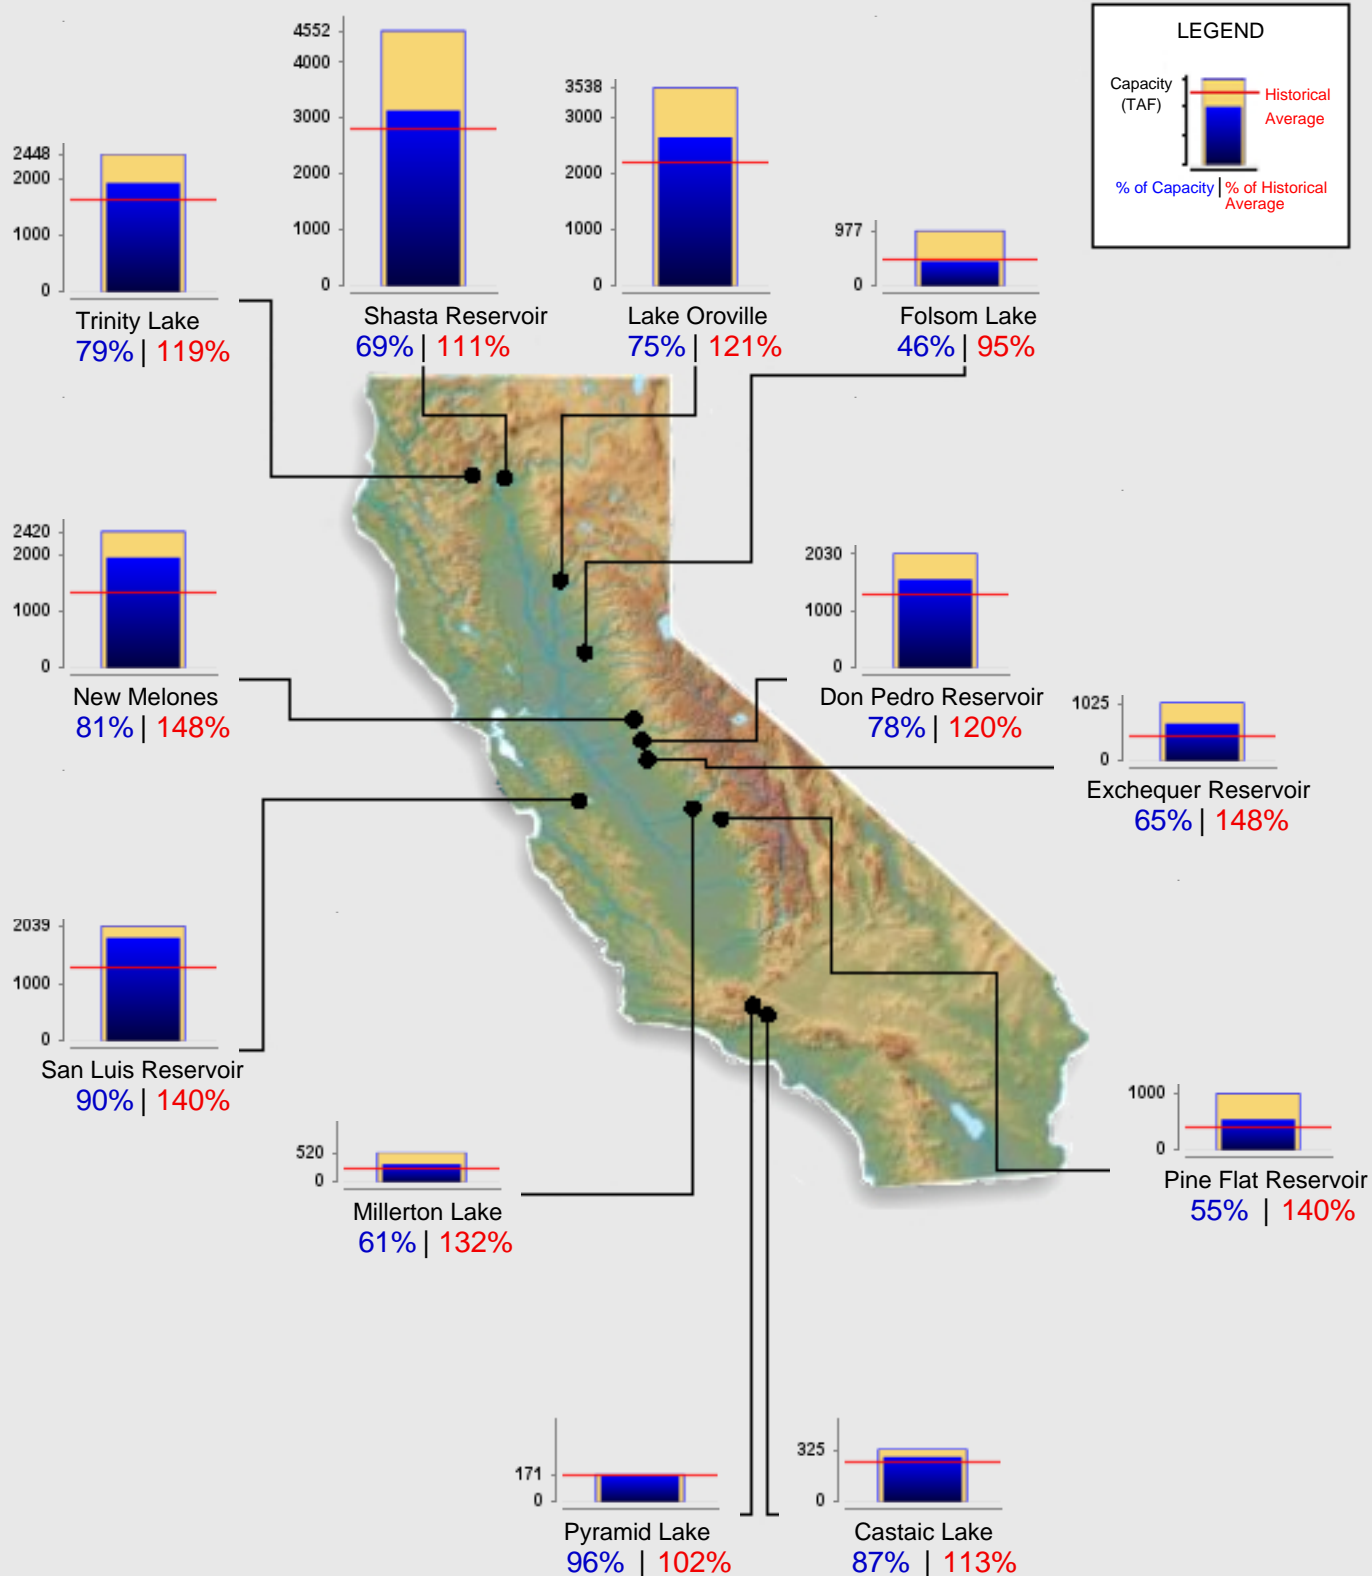 LEGEND
Capacity
(TAF)
Historical
Average
% of Capacity | % of Historical
Average
4552
4000
3000
2000
1000
0
Shasta Reservoir
69% | 111%
3538
3000
2000
1000
0
Lake Oroville
75% | 121%
977
0
Folsom Lake
46% | 95%
2448
2000
1000
0
Trinity Lake
79% | 119%
2420
2000
1000
0
New Melones
81% | 148%
2030
1000
0
Don Pedro Reservoir
78% | 120%
1025
0
Exchequer Reservoir
65% | 148%
2039
1000
0
San Luis Reservoir
90% | 140%
520
0
Millerton Lake
61% | 132%
1000
0
Pine Flat Reservoir
55% | 140%
171
0
Pyramid Lake
96% | 102%
325
0
Castaic Lake
87% | 113%